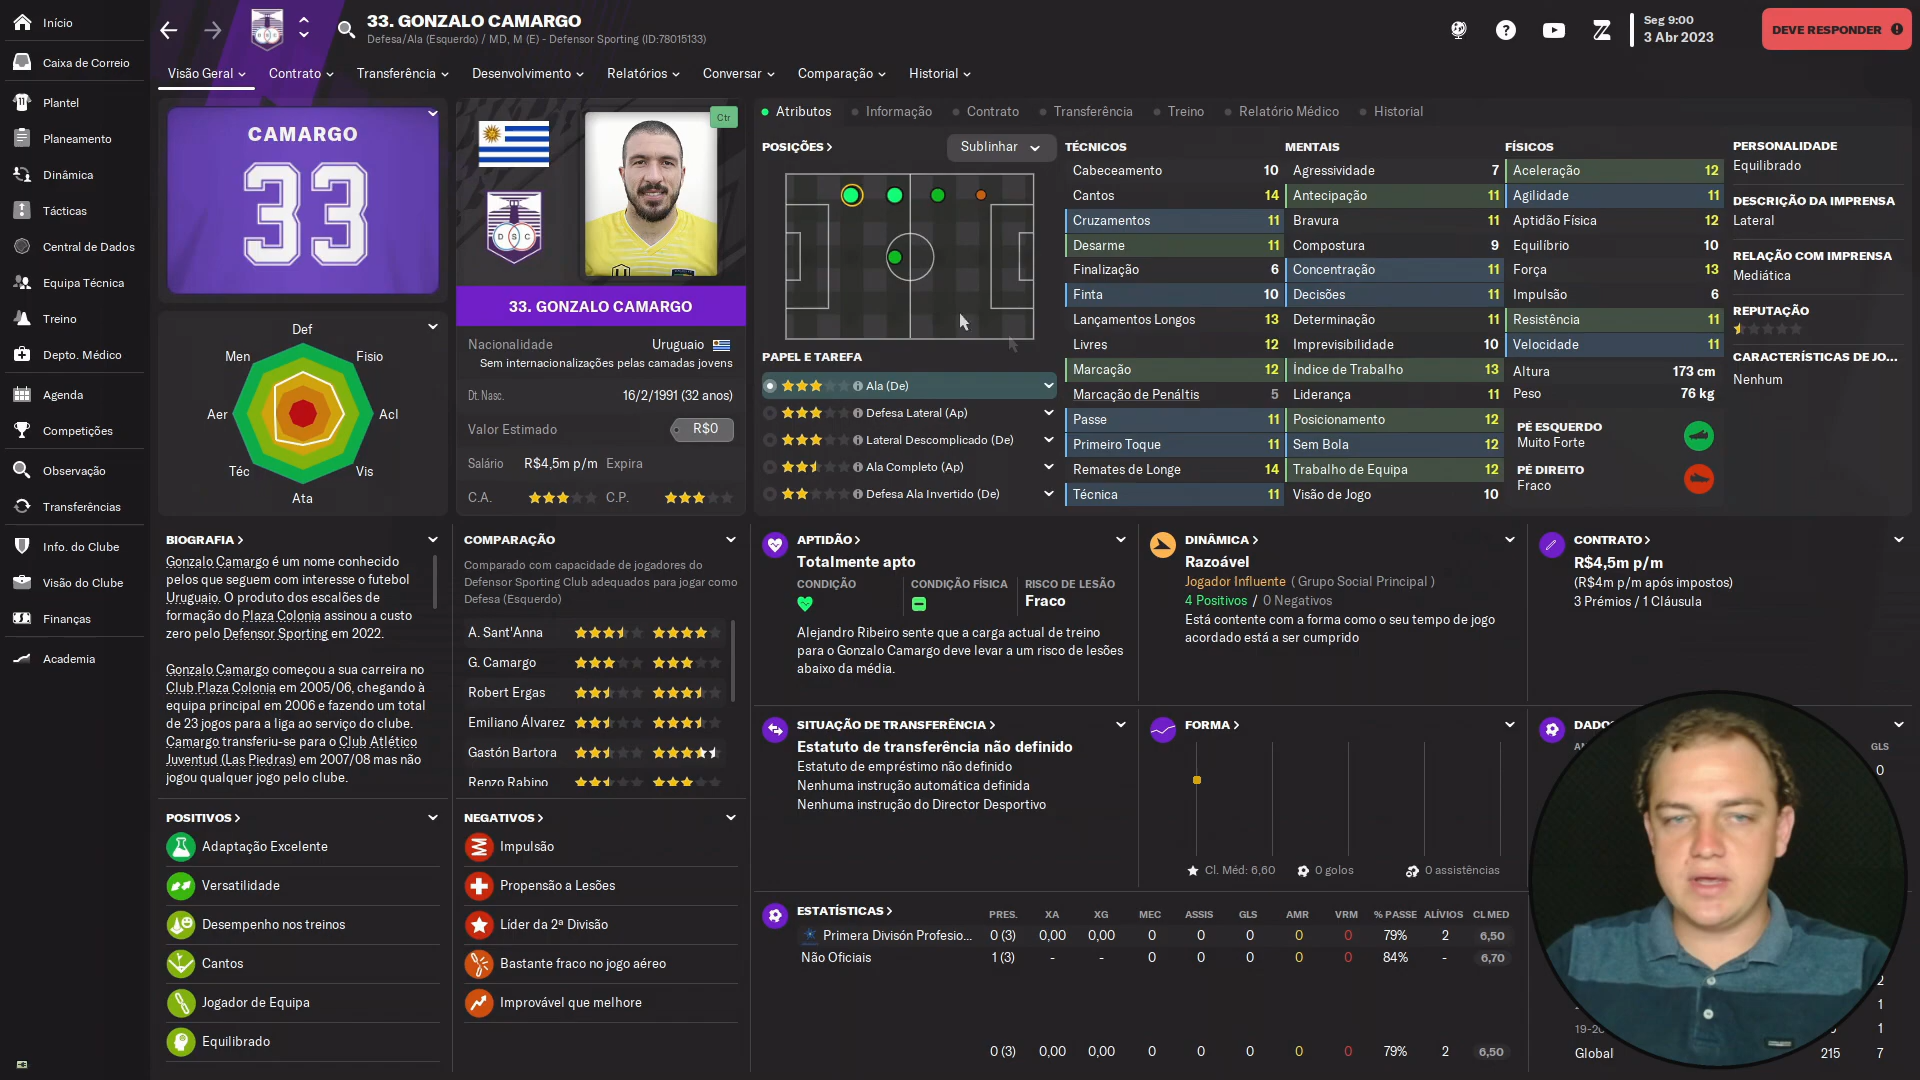 Início
Caixa de Correio
Plantel
Planeamento
Dinâmica
Tácticas
Central de Dados
Equipa Técnica
Treino
Depto. Médico
Agenda
Competições
Observação
Transferências
Info. do Clube
Visão do Clube
Finanças
Academia
33. GONZALO CAMARGO
Defesa/Ala (Esquerdo) / MD, M (E) - Defensor Sporting (ID:78015133)
Seg 9:00
3 Abr 2023
DEVE RESPONDER
Visão Geral
Contrato
Transferência
Desenvolvimento
Relatórios
Conversar
Comparação
Historial
CAMARGO
33
Def
Fisio
Acl
Vis
Ata
Téc
Aer
Men
Ctr
DSC
33. GONZALO CAMARGO
Nacionalidade Uruguaio
Sem internacionalizações pelas camadas jovens
Dt. Nasc. 16/2/1991 (32 anos)
Valor Estimado R$0
Salário R$4,5m p/m Expira
C.A. C.P.
Atributos
Informação
Contrato
Transferência
Treino
Relatório Médico
Historial
POSIÇÕES >
Sublinhar
PAPEL E TAREFA
Ala (De)
Defesa Lateral (Ap)
Lateral Descomplicado (De)
Ala Completo (Ap)
Defesa Ala Invertido (De)
TÉCNICOS
Cabeceamento 10
Cantos 14
Cruzamentos 11
Desarme 11
Finalização 6
Finta 10
Lançamentos Longos 13
Livres 12
Marcação 12
Marcação de Penáltis 5
Passe 11
Primeiro Toque 11
Remates de Longe 14
Técnica 11
MENTAIS
Agressividade 7
Antecipação 11
Bravura 11
Compostura 9
Concentração 11
Decisões 11
Determinação 11
Imprevisibilidade 10
Índice de Trabalho 13
Liderança 11
Posicionamento 12
Sem Bola 12
Trabalho de Equipa 12
Visão de Jogo 10
FÍSICOS
Aceleração 12
Agilidade 11
Aptidão Física 12
Equilíbrio 10
Força 13
Impulsão 6
Resistência 11
Velocidade 11
Altura 173 cm
Peso 76 kg
PÉ ESQUERDO
Muito Forte
PÉ DIREITO
Fraco
PERSONALIDADE
Equilibrado
DESCRIÇÃO DA IMPRENSA
Lateral
RELAÇÃO COM IMPRENSA
Mediática
REPUTAÇÃO
CARACTERÍSTICAS DE JO...
Nenhum
BIOGRAFIA >
Gonzalo Camargo é um nome conhecido
pelos que seguem com interesse o futebol
Uruguaio. O produto dos escalões de
formação do Plaza Colonia assinou a custo
zero pelo Defensor Sporting em 2022.
Gonzalo Camargo começou a sua carreira no
Club Plaza Colonia em 2005/06, chegando à
equipa principal em 2006 e fazendo um total
de 23 jogos para a liga ao serviço do clube.
Camargo transferiu-se para o Club Atlético
Juventud (Las Piedras) em 2007/08 mas não
jogou qualquer jogo pelo clube.
COMPARAÇÃO
Comparado com capacidade de jogadores do
Defensor Sporting Club adequados para jogar como
Defesa (Esquerdo)
A. Sant'Anna
G. Camargo
Robert Ergas
Emiliano Álvarez
Gastón Bartora
Renzo Rabino
POSITIVOS >
Adaptação Excelente
Versatilidade
Desempenho nos treinos
Cantos
Jogador de Equipa
Equilibrado
NEGATIVOS >
Impulsão
Propensão a Lesões
Líder da 2ª Divisão
Bastante fraco no jogo aéreo
Improvável que melhore
APTIDÃO >
Totalmente apto
CONDIÇÃO
CONDIÇÃO FÍSICA
RISCO DE LESÃO
Fraco
Alejandro Ribeiro sente que a carga actual de treino
para o Gonzalo Camargo deve levar a um risco de lesões
abaixo da média.
DINÂMICA >
Razoável
Jogador Influente ( Grupo Social Principal )
4 Positivos / 0 Negativos
Está contente com a forma como o seu tempo de jogo
acordado está a ser cumprido
CONTRATO >
R$4,5m p/m
(R$4m p/m após impostos)
3 Prémios / 1 Cláusula
SITUAÇÃO DE TRANSFERÊNCIA >
Estatuto de transferência não definido
Estatuto de empréstimo não definido
Nenhuma instrução automática definida
Nenhuma instrução do Director Desportivo
FORMA >
Cl. Méd: 6,60
0 golos
0 assistências
GLS
0
ESTATÍSTICAS > PRES. XA XG MEC ASSIS GLS AMR VRM % PASSE ALÍVIOS CL MED
Primera Divisón Profesio... 0 (3) 0,00 0,00 0 0 0 0 0 79% 2 6,50
Não Oficiais 1 (3) - - 0 0 0 0 0 84% - 6,70
0 (3) 0,00 0,00 0 0 0 0 0 79% 2 6,50
2
1
1
Global 215 7